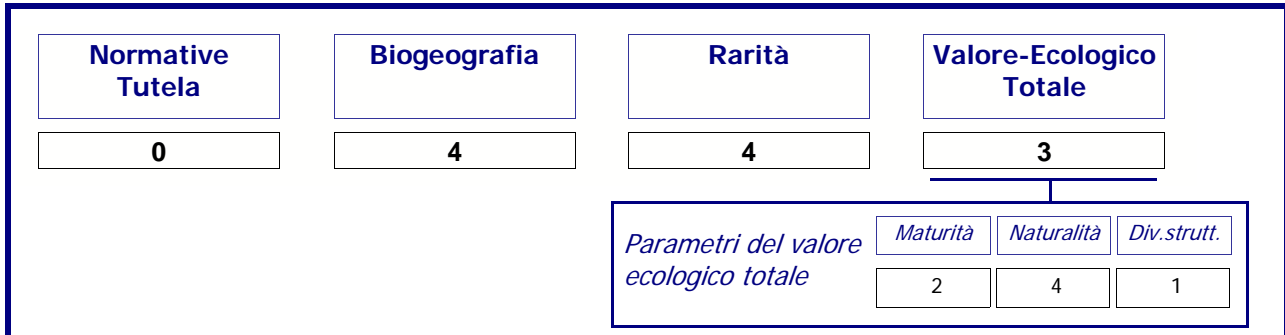 Normative
Tutela
Biogeografia
Rarità
Valore-Ecologico
Totale
0
4
4
3
Parametri del valore
ecologico totale
Maturità
Naturalità
Div.strutt.
2
4
1